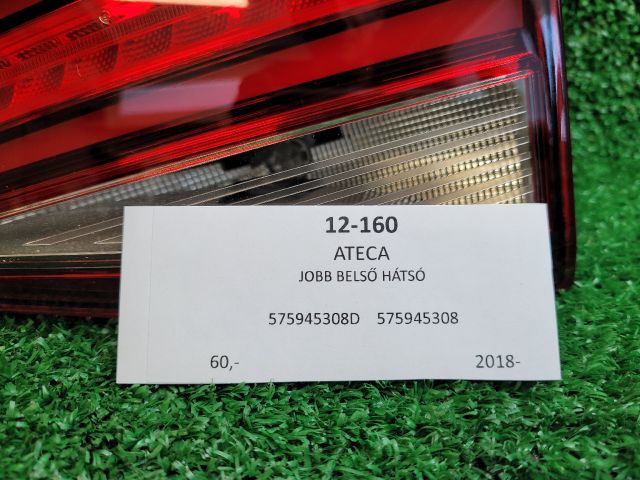 12-160
ATECA
JOBB BELSŐ HÁTSÓ
575945308D 575945308
60,- 2018-